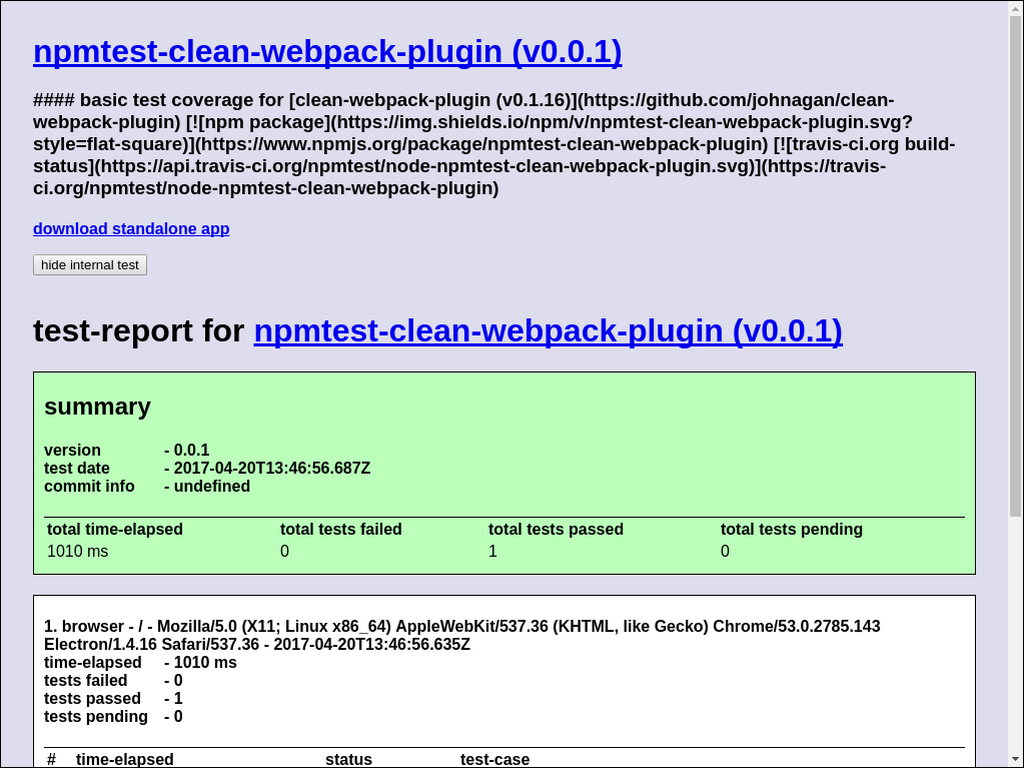 npmtest-clean-webpack-plugin (v0.0.1)
#### basic test coverage for [clean-webpack-plugin (v0.1.16)](https://github.com/johnagan/clean-
webpack-plugin) [![npm package](https://img.shields.io/npm/v/npmtest-clean-webpack-plugin.svg?
style=flat-square)](https://www.npmjs.org/package/npmtest-clean-webpack-plugin) [![travis-ci.org build-
status](https://api.travis-ci.org/npmtest/node-npmtest-clean-webpack-plugin.svg)](https://travis-
ci.org/npmtest/node-npmtest-clean-webpack-plugin)
download standalone app
hide internal test
test-report for npmtest-clean-webpack-plugin (v0.0.1)
summary
version - 0.0.1
test date - 2017-04-20T13:46:56.687Z
commit info - undefined
total time-elapsed total tests failed total tests passed total tests pending
1010 ms 0 1 0
1. browser - / - Mozilla/5.0 (X11; Linux x86_64) AppleWebKit/537.36 (KHTML, like Gecko) Chrome/53.0.2785.143
Electron/1.4.16 Safari/537.36 - 2017-04-20T13:46:56.635Z
time-elapsed - 1010 ms
tests failed - 0
tests passed - 1
tests pending - 0
# time-elapsed status test-case